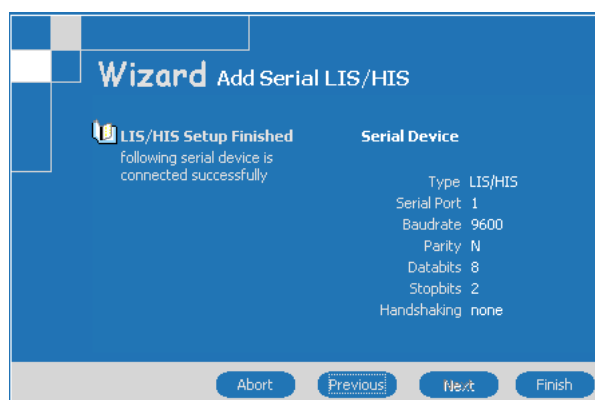 Wizard Add Serial LIS/HIS
LIS/HIS Setup Finished
following serial device is
connected successfully
Serial Device
Type LIS/HIS
Serial Port 1
Baudrate 9600
Parity N
Databits 8
Stopbits 2
Handshaking none
Abort Previous Next Finish